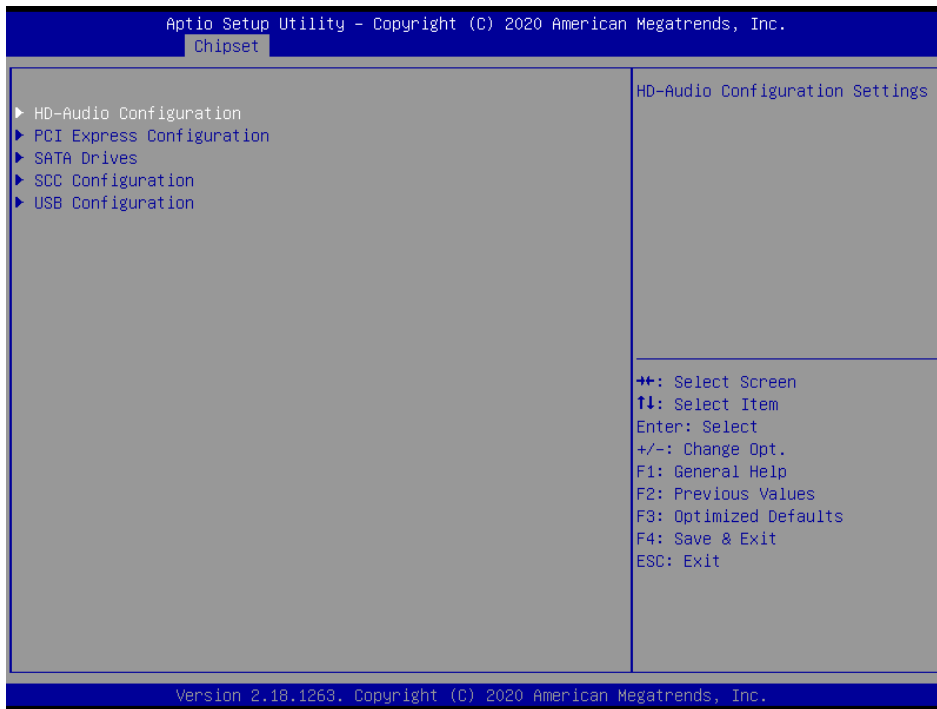 Aptio Setup Utility – Copyright (C) 2020 American Megatrends, Inc.
Chipset
HD-Audio Configuration
PCI Express Configuration
SATA Drives
SCC Configuration
USB Configuration
HD-Audio Configuration Settings
→←: Select Screen
↑↓: Select Item
Enter: Select
+/-: Change Opt.
F1: General Help
F2: Previous Values
F3: Optimized Defaults
F4: Save & Exit
ESC: Exit
Version 2.18.1263. Copyright (C) 2020 American Megatrends, Inc.